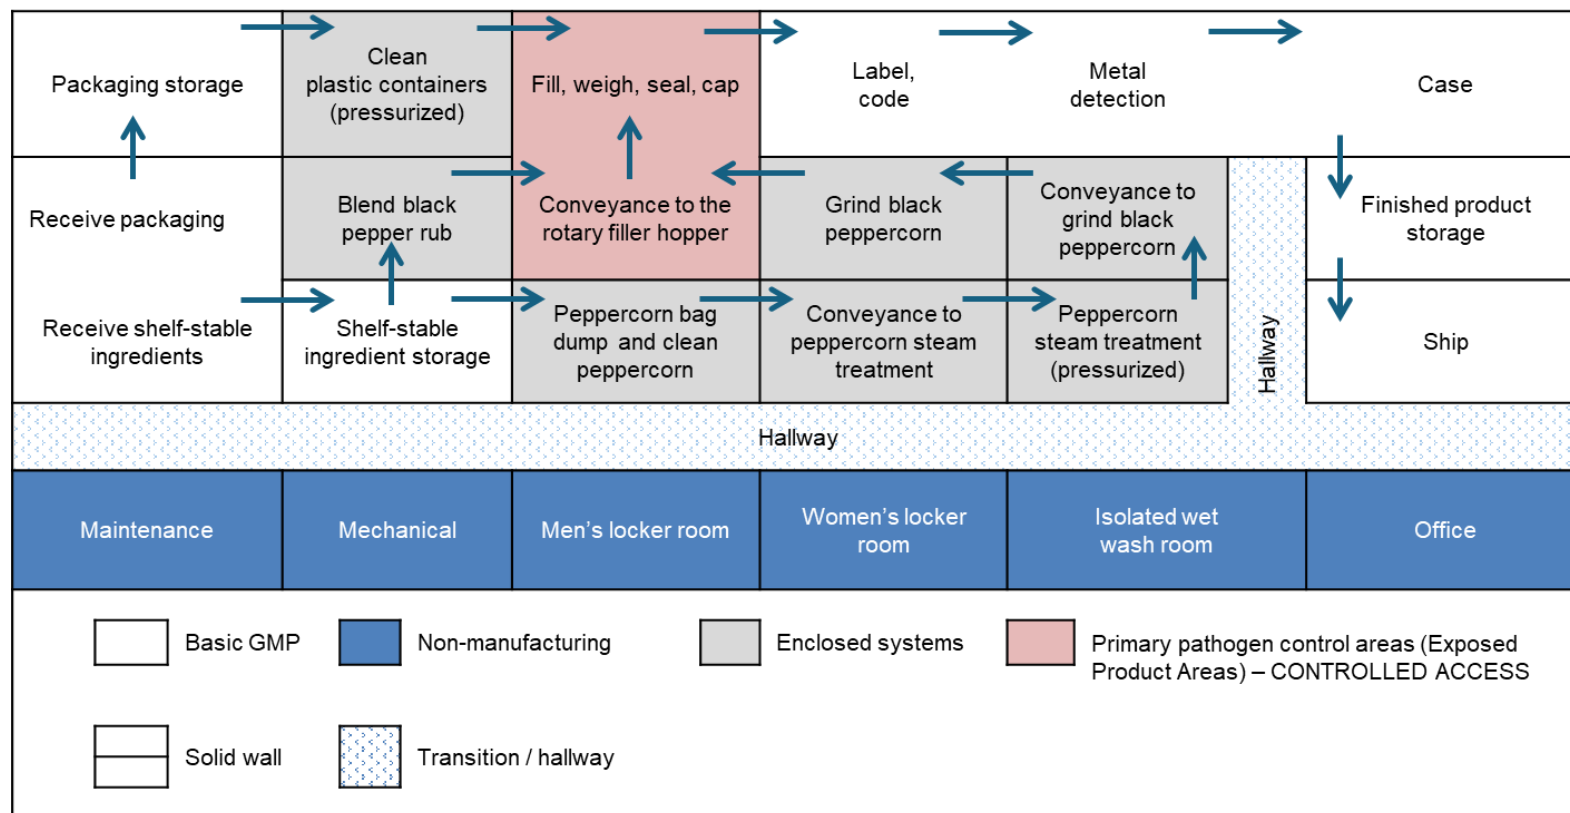 Packaging storage
Clean
plastic containers
(pressurized)
Fill, weigh, seal, cap
Label,
code
Metal
detection
Case
Receive packaging
Blend black
pepper rub
Conveyance to the
rotary filler hopper
Grind black
peppercorn
Conveyance to
grind black
peppercorn
Finished product
storage
Receive shelf-stable
ingredients
Shelf-stable
ingredient storage
Peppercorn bag
dump and clean
peppercorn
Conveyance to
peppercorn steam
treatment
Peppercorn
steam treatment
(pressurized)
Hallway
Ship
Hallway
Maintenance
Mechanical
Men’s locker room
Women’s locker
room
Isolated wet
wash room
Office
Basic GMP
Non-manufacturing
Enclosed systems
Primary pathogen control areas (Exposed
Product Areas) – CONTROLLED ACCESS
Solid wall
Transition / hallway